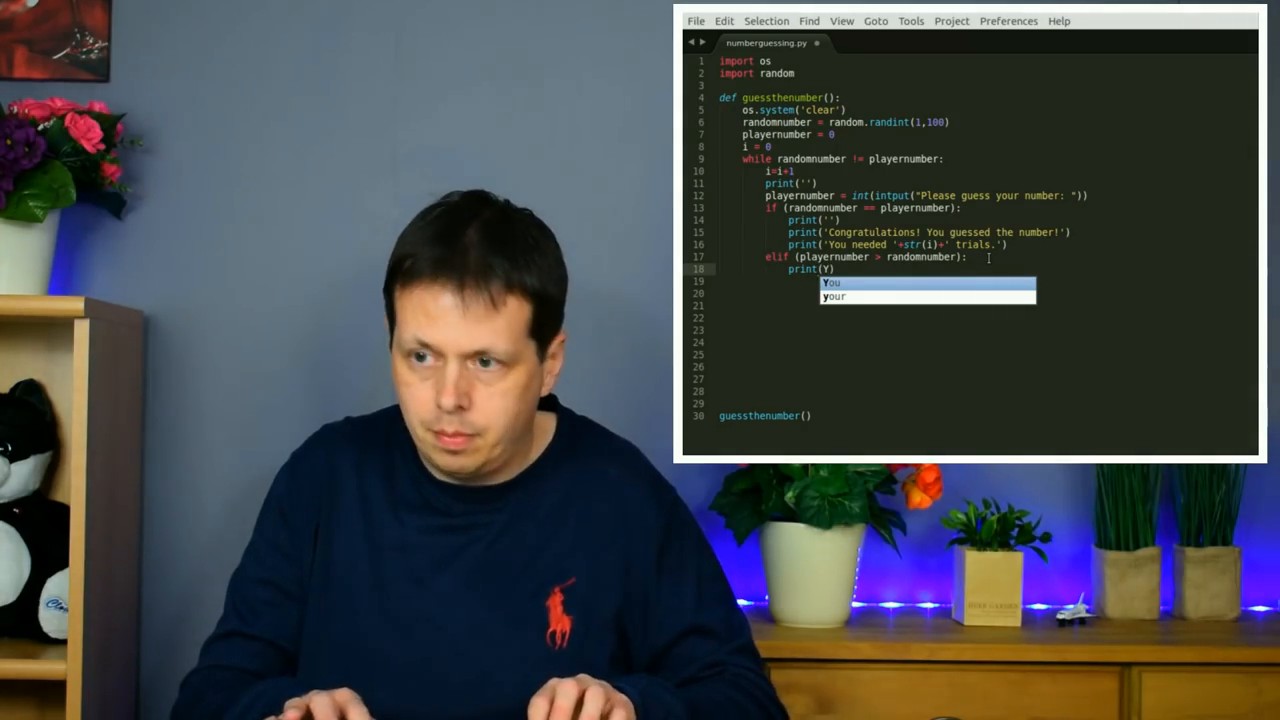 File Edit Selection Find View Goto Tools Project Preferences Help
numberguessing.py
1 import os
2 import random
3
4 def guessthenumber():
5 os.system('clear')
6 randomnumber = random.randint(1,100)
7 playernumber = 0
8 i = 0
9 while randomnumber != playernumber:
10 i=i+1
11 print('')
12 playernumber = int(intput("Please guess your number: "))
13 if (randomnumber == playernumber):
14 print('')
15 print('Congratulations! You guessed the number!')
16 print('You needed '+str(i)+' trials.')
17 elif (playernumber > randomnumber):
18 print(Y)
19 You
20 your
21
22
23
24
25
26
27
28
29
30 guessthenumber()
HERB GARDEN